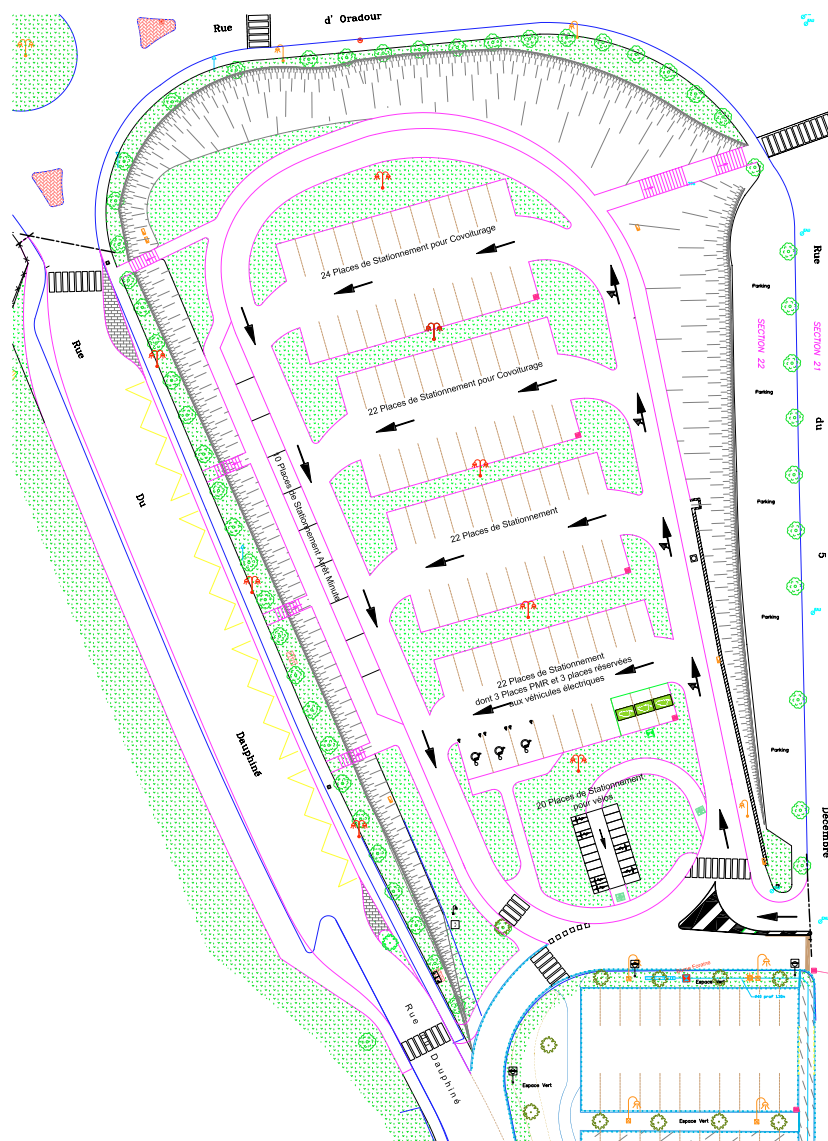 Rue
d' Oradour
24 Places de Stationnement pour Covoiturage
22 Places de Stationnement pour Covoiturage
22 Places de Stationnement
22 Places de Stationnement
dont 3 Places PMR et 3 places réservées
aux véhicules électriques
20 Places de Stationnement
pour vélos
10 Places de Stationnement Arrêt Minute
Rue
Du
Dauphiné
Rue
Dauphiné
Rue
du
5
Décembre
SECTION 21
SECTION 22
Parking
Parking
Parking
Parking
Parking
Espace Vert
Espace Vert
Espace Vert